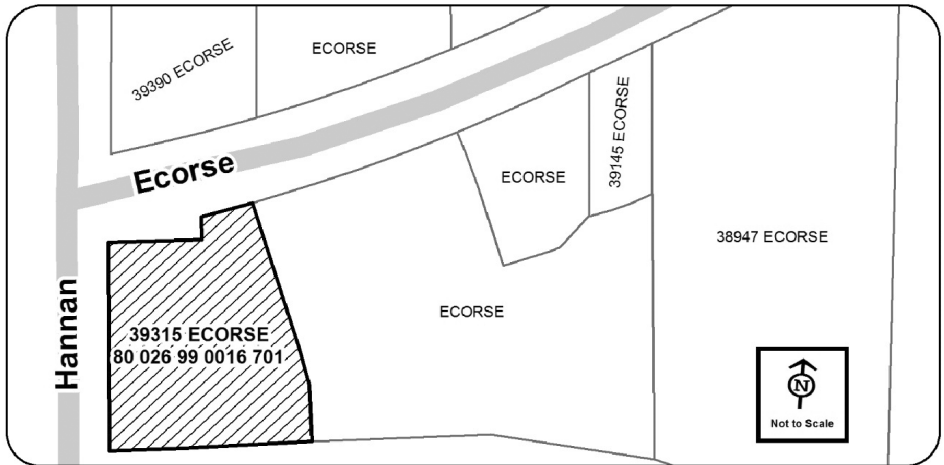 39390 ECORSE
ECORSE
Ecorse
ECORSE
39145 ECORSE
38947 ECORSE
Hannan
39315 ECORSE
80 026 99 0016 701
ECORSE
N
Not to Scale